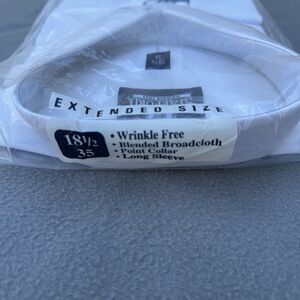 EXTENDED SIZE
18½
35
• Wrinkle Free
• Blended Broadcloth
• Point Collar
• Long Sleeve